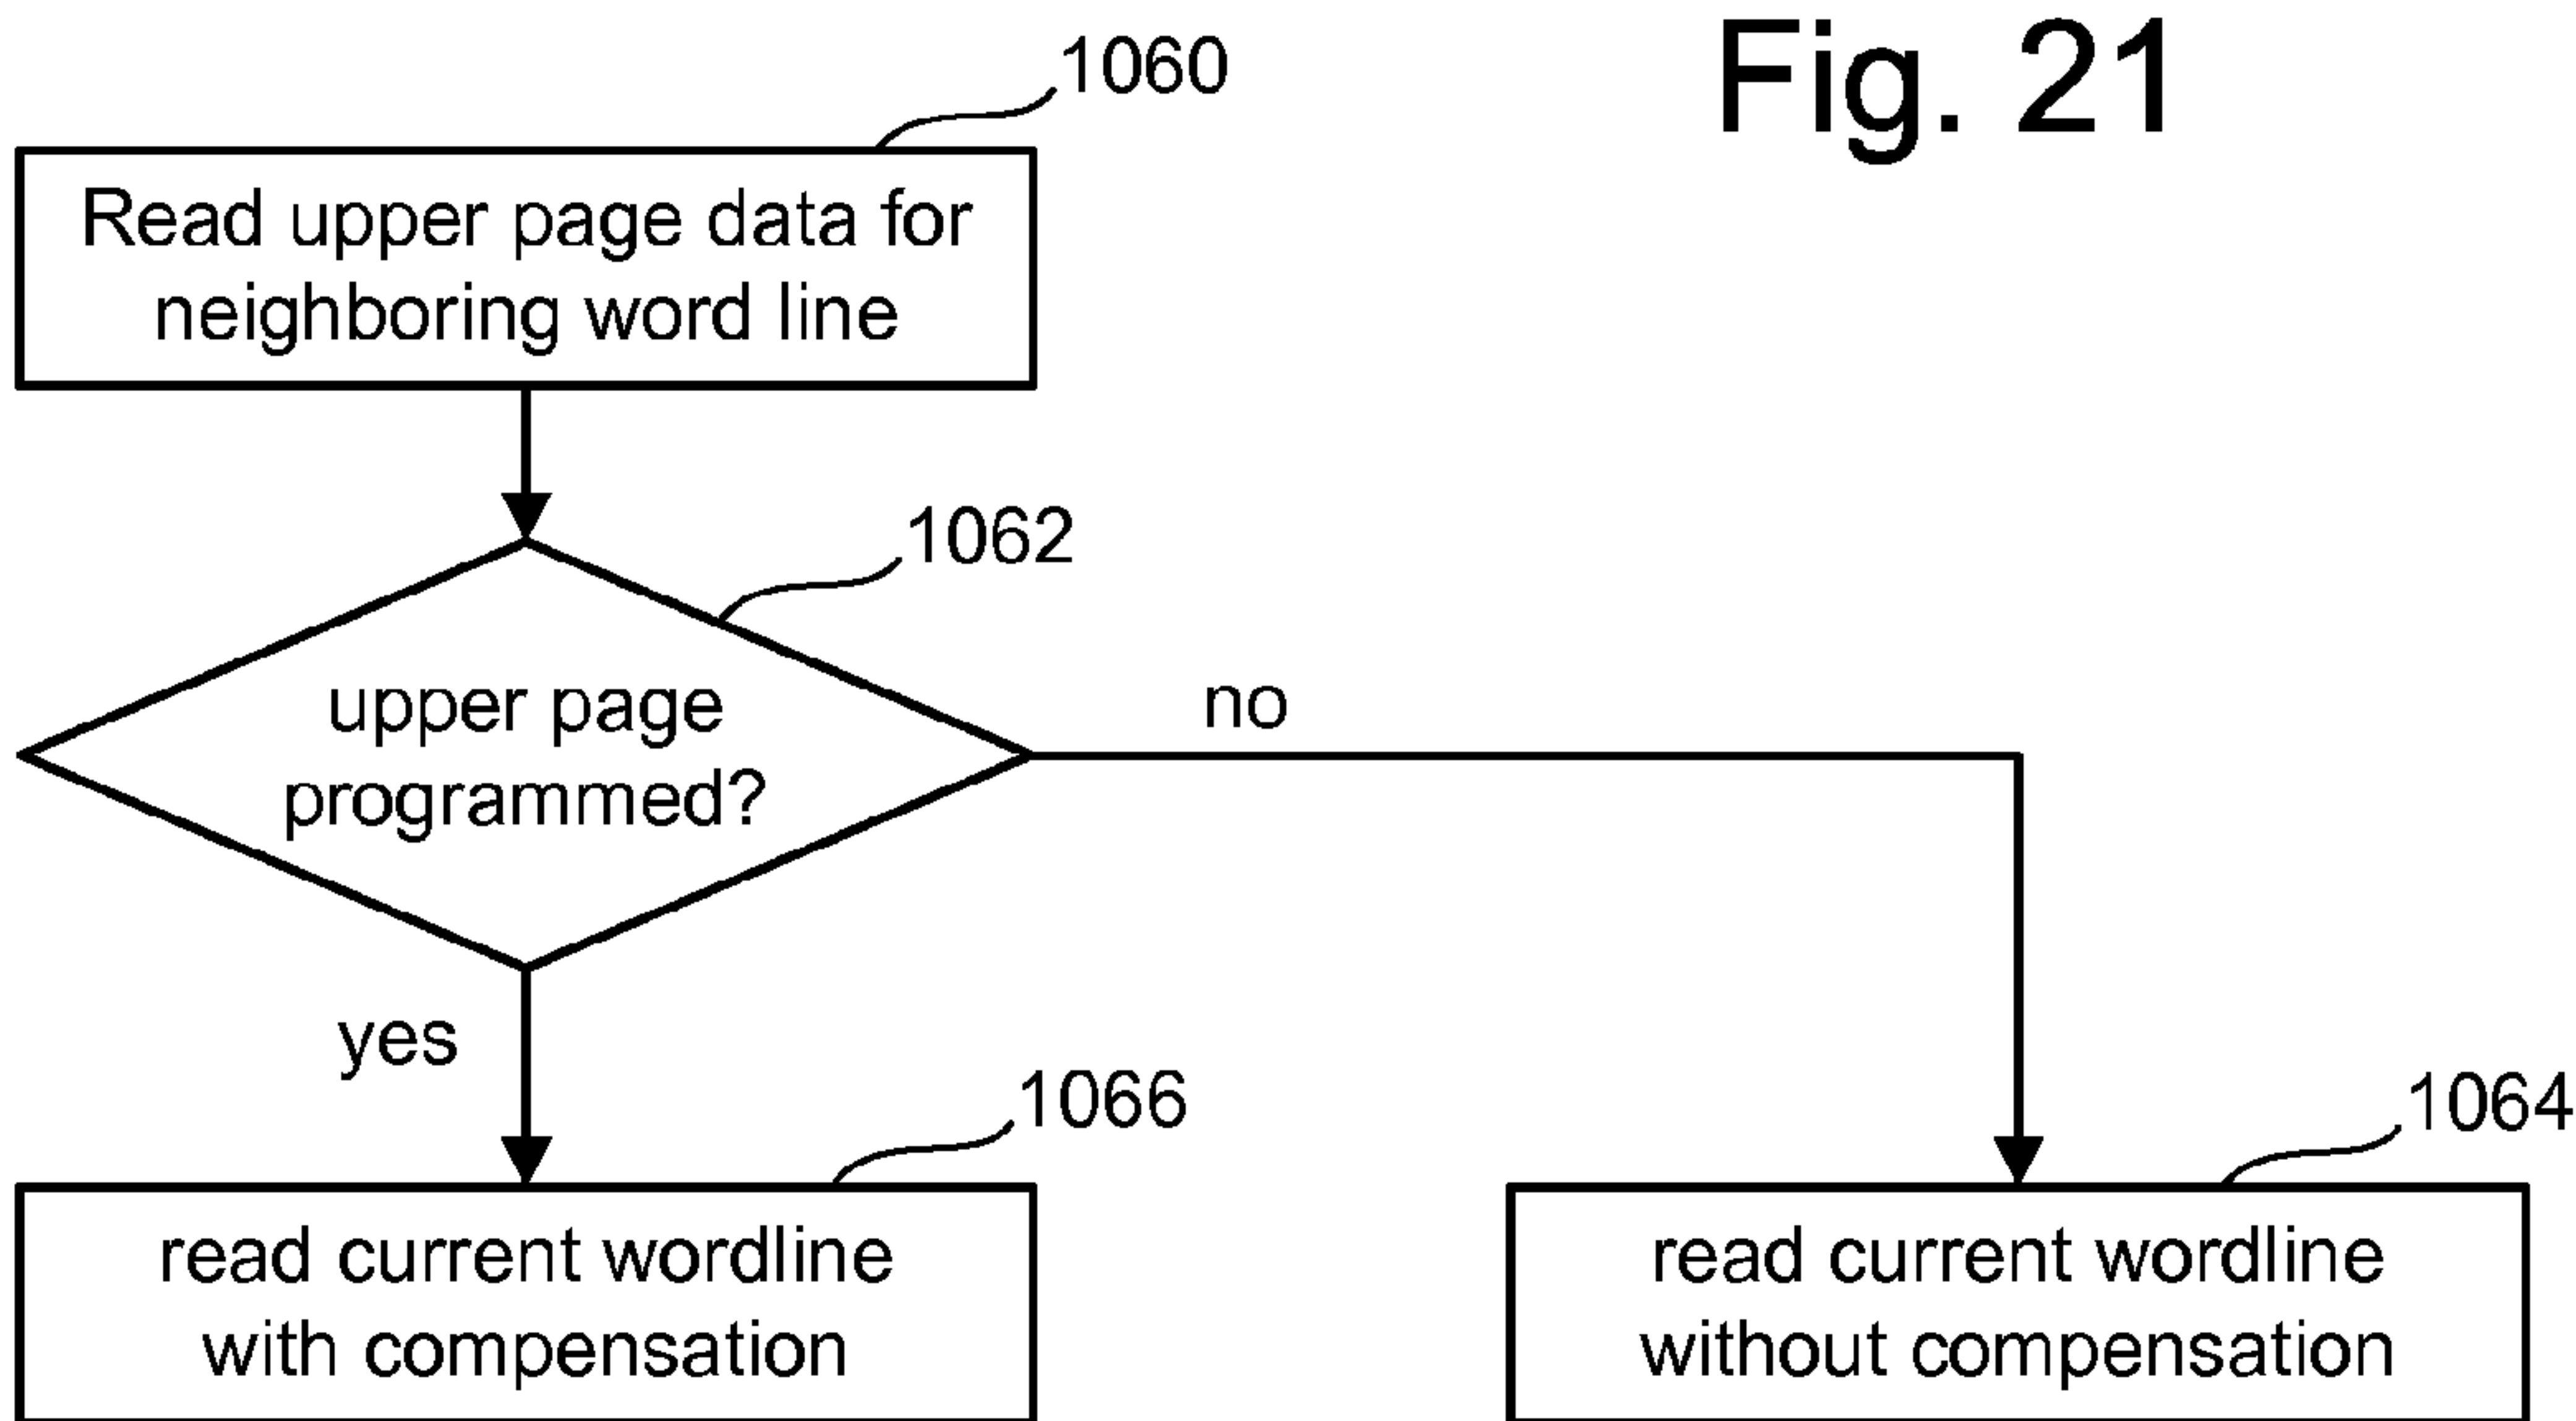 Fig. 21
1060
Read upper page data for
neighboring word line
1062
upper page
programmed?
no
yes
1066
read current wordline
with compensation
1064
read current wordline
without compensation